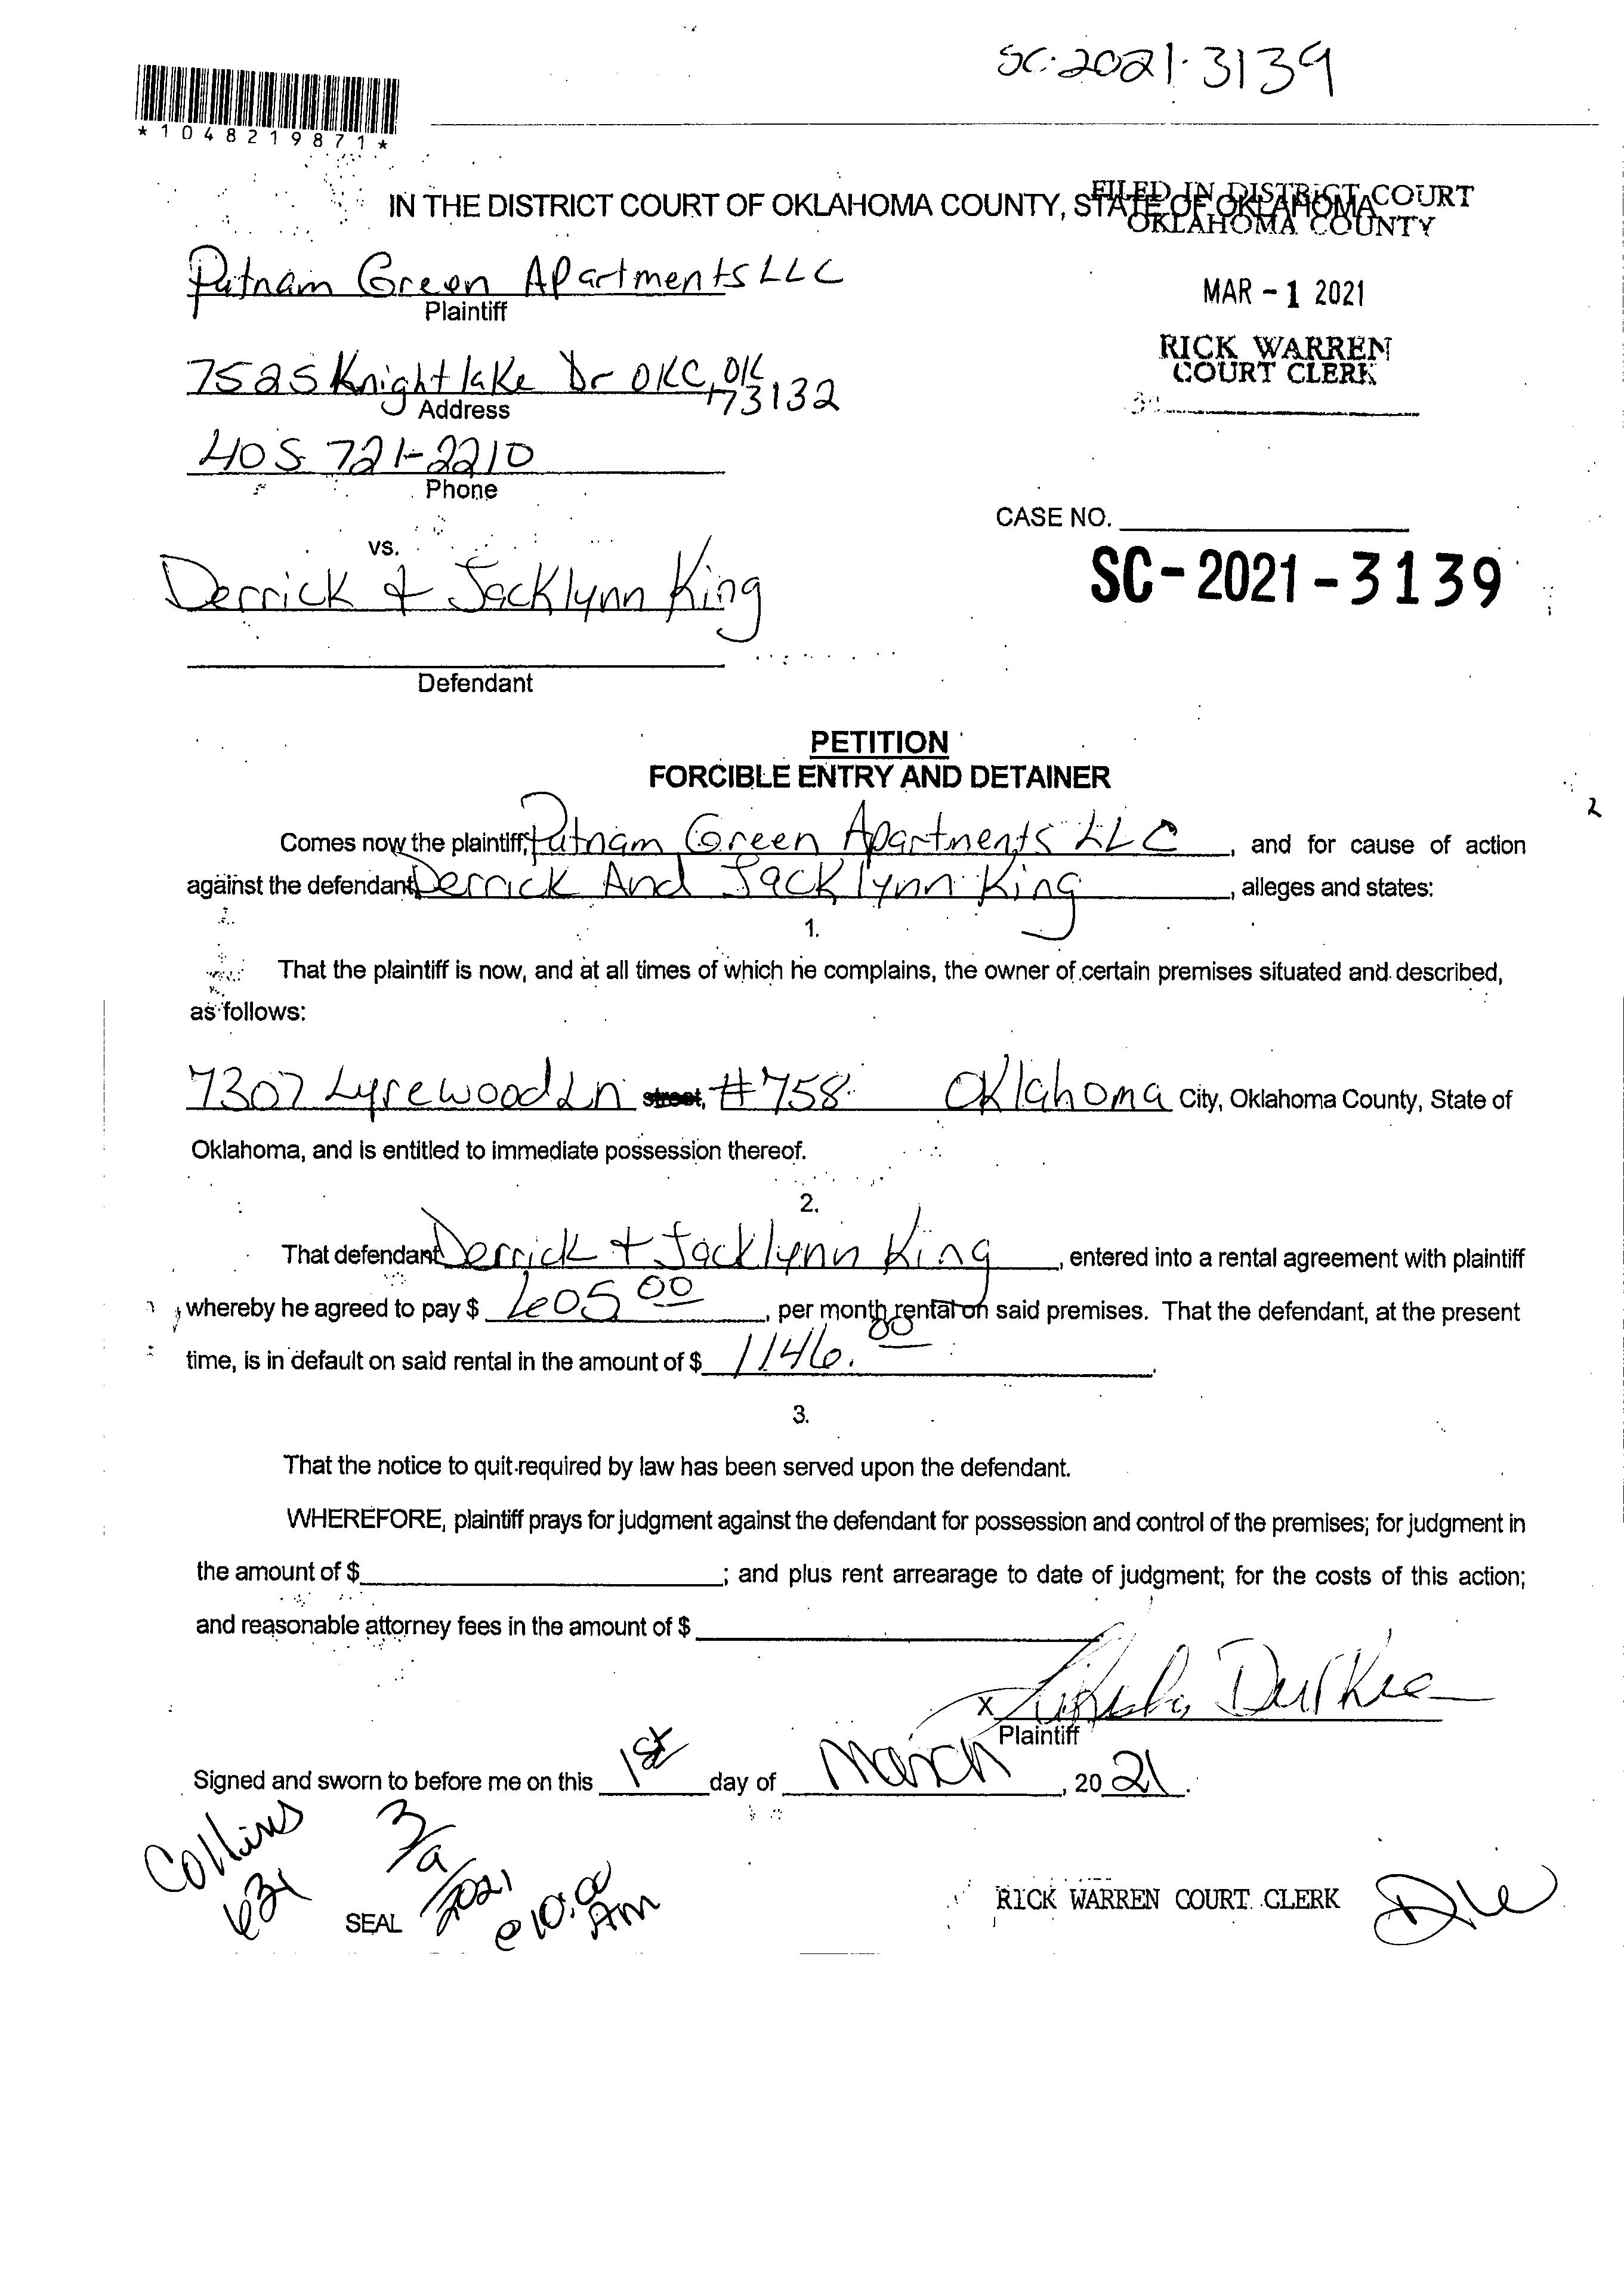 SC-2021-3139
*1048219871*
IN THE DISTRICT COURT OF OKLAHOMA COUNTY, STATE OF OKLAHOMA
FILED IN DISTRICT COURT
OKLAHOMA COUNTY
Putnam Green Apartments LLC
Plaintiff
MAR - 1 2021
RICK WARREN
COURT CLERK
7525 Knight lake Dr OKC, OK
73132
Address
405 721-2210
Phone
CASE NO.
vs.
SC-2021-3139
Derrick & Jacklynn King
Defendant
PETITION
FORCIBLE ENTRY AND DETAINER
Comes now the plaintiff, Putnam Green Apartments LLC, and for cause of action
against the defendant Derrick And Jacklynn King, alleges and states:
1.
That the plaintiff is now, and at all times of which he complains, the owner of certain premises situated and described,
as follows:
7307 Lyrewood Ln street, #758 Oklahoma City, Oklahoma County, State of
Oklahoma, and is entitled to immediate possession thereof.
2.
That defendant Derrick + Jacklynn King, entered into a rental agreement with plaintiff
whereby he agreed to pay $ 605 00, per month rental on said premises. That the defendant, at the present
time, is in default on said rental in the amount of $ 1146.00.
3.
That the notice to quit required by law has been served upon the defendant.
WHEREFORE, plaintiff prays for judgment against the defendant for possession and control of the premises; for judgment in
the amount of $; and plus rent arrearage to date of judgment; for the costs of this action;
and reasonable attorney fees in the amount of $
X Durkee
Plaintiff
Signed and sworn to before me on this 1st day of March, 2021.
Collins
631
SEAL
3/9/2021
@ 10:00
Am
RICK WARREN COURT CLERK